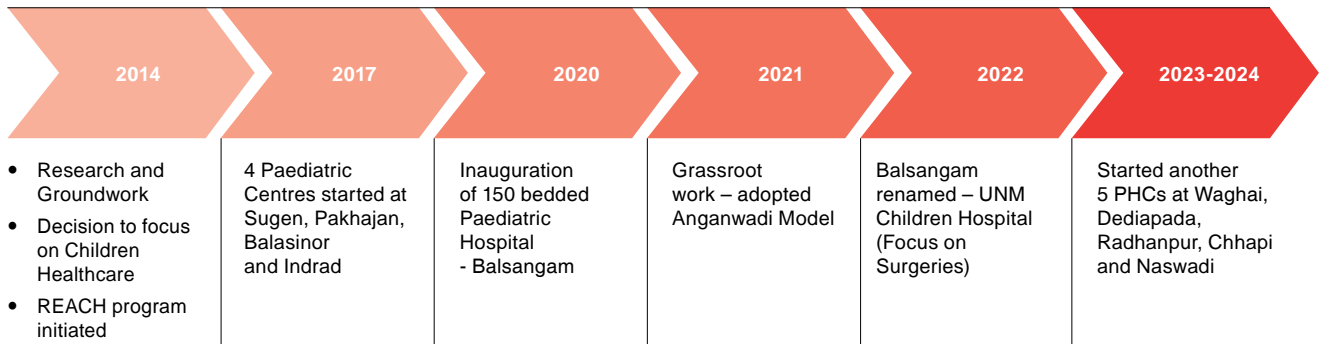 2014
2017
2020
2021
2022
2023-2024
• Research and
Groundwork
• Decision to focus
on Children
Healthcare
• REACH program
initiated
4 Paediatric
Centres started at
Sugen, Pakhajan,
Balasinor
and Indrad
Inauguration
of 150 bedded
Paediatric
Hospital
- Balsangam
Grassroot
work – adopted
Anganwadi Model
Balsangam
renamed – UNM
Children Hospital
(Focus on
Surgeries)
Started another
5 PHCs at Waghai,
Dediapada,
Radhanpur, Chhapi
and Naswadi